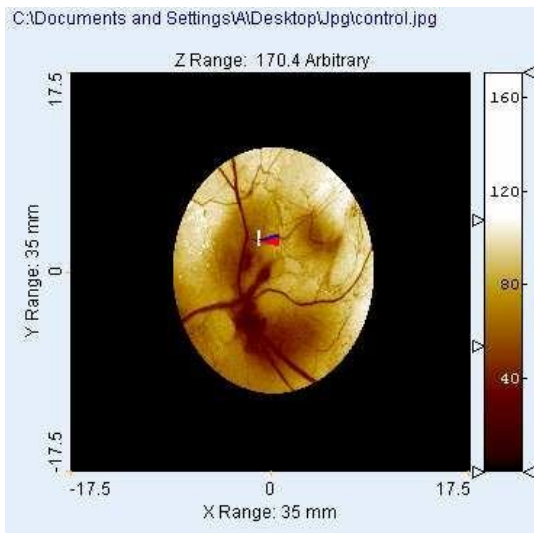 C:\Documents and Settings\A\Desktop\Jpg\control.jpg
Z Range: 170.4 Arbitrary
17.5
160
120
Y Range: 35 mm
0
80
40
-17.5
-17.5 0 17.5
X Range: 35 mm